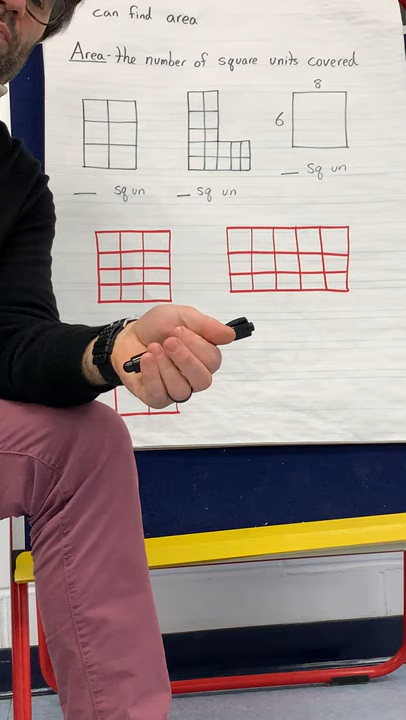 can find area
Area - the number of square units covered
8
6
__ sq un
__ sq un
__ sq un